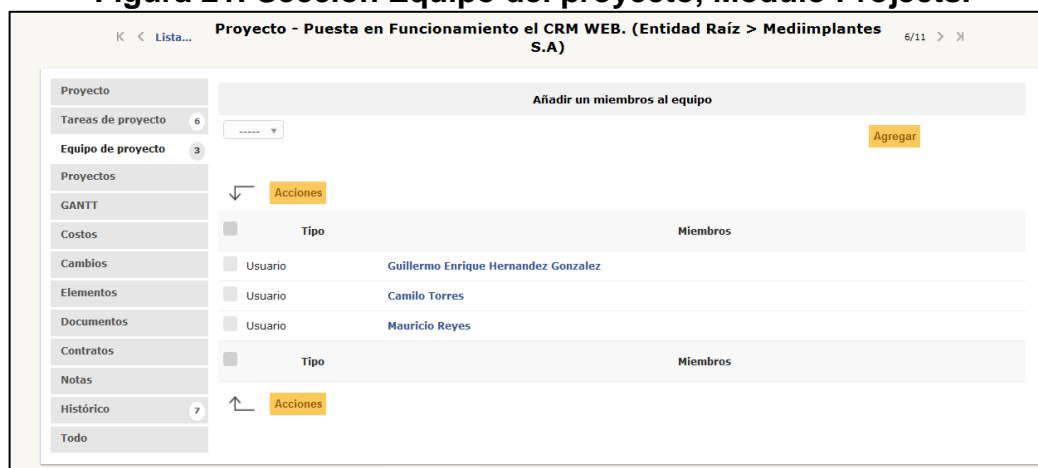 Figura 21. Sección Equipo del proyecto, Módulo Projects.
Lista...
Proyecto - Puesta en Funcionamiento el CRM WEB. (Entidad Raíz > Mediimplantes
S.A)
6/11
Proyecto
Tareas de proyecto 6
Equipo de proyecto 3
Proyectos
GANTT
Costos
Cambios
Elementos
Documentos
Contratos
Notas
Histórico 7
Todo
Añadir un miembros al equipo
-----
Agregar
Acciones
Tipo Miembros
Usuario Guillermo Enrique Hernandez Gonzalez
Usuario Camilo Torres
Usuario Mauricio Reyes
Tipo Miembros
Acciones